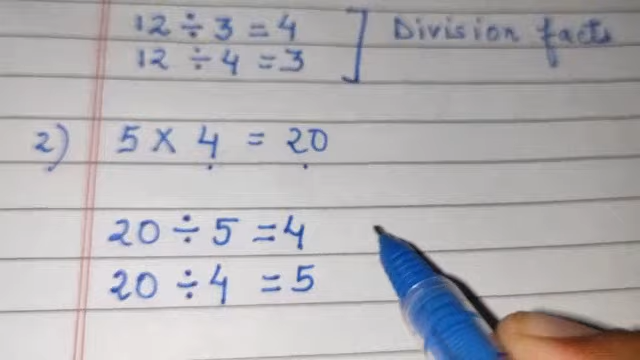 12 ÷ 3 = 4
12 ÷ 4 = 3
Division facts
2) 5 × 4 = 20
20 ÷ 5 = 4
20 ÷ 4 = 5